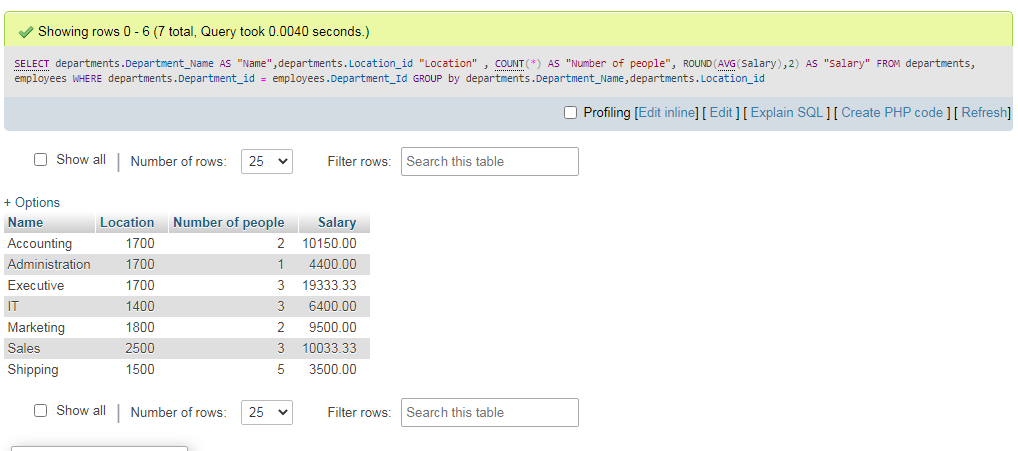 Showing rows 0 - 6 (7 total, Query took 0.0040 seconds.)
SELECT departments.Department_Name AS "Name",departments.Location_id "Location" , COUNT(*) AS "Number of people", ROUND(AVG(Salary),2) AS "Salary" FROM departments,
employees WHERE departments.Department_id = employees.Department_Id GROUP by departments.Department_Name,departments.Location_id
Profiling [Edit inline] [ Edit ] [ Explain SQL ] [ Create PHP code ] [ Refresh]
Show all | Number of rows: 25 Filter rows: Search this table
+ Options
Name Location Number of people Salary
Accounting 1700 2 10150.00
Administration 1700 1 4400.00
Executive 1700 3 19333.33
IT 1400 3 6400.00
Marketing 1800 2 9500.00
Sales 2500 3 10033.33
Shipping 1500 5 3500.00
Show all | Number of rows: 25 Filter rows: Search this table